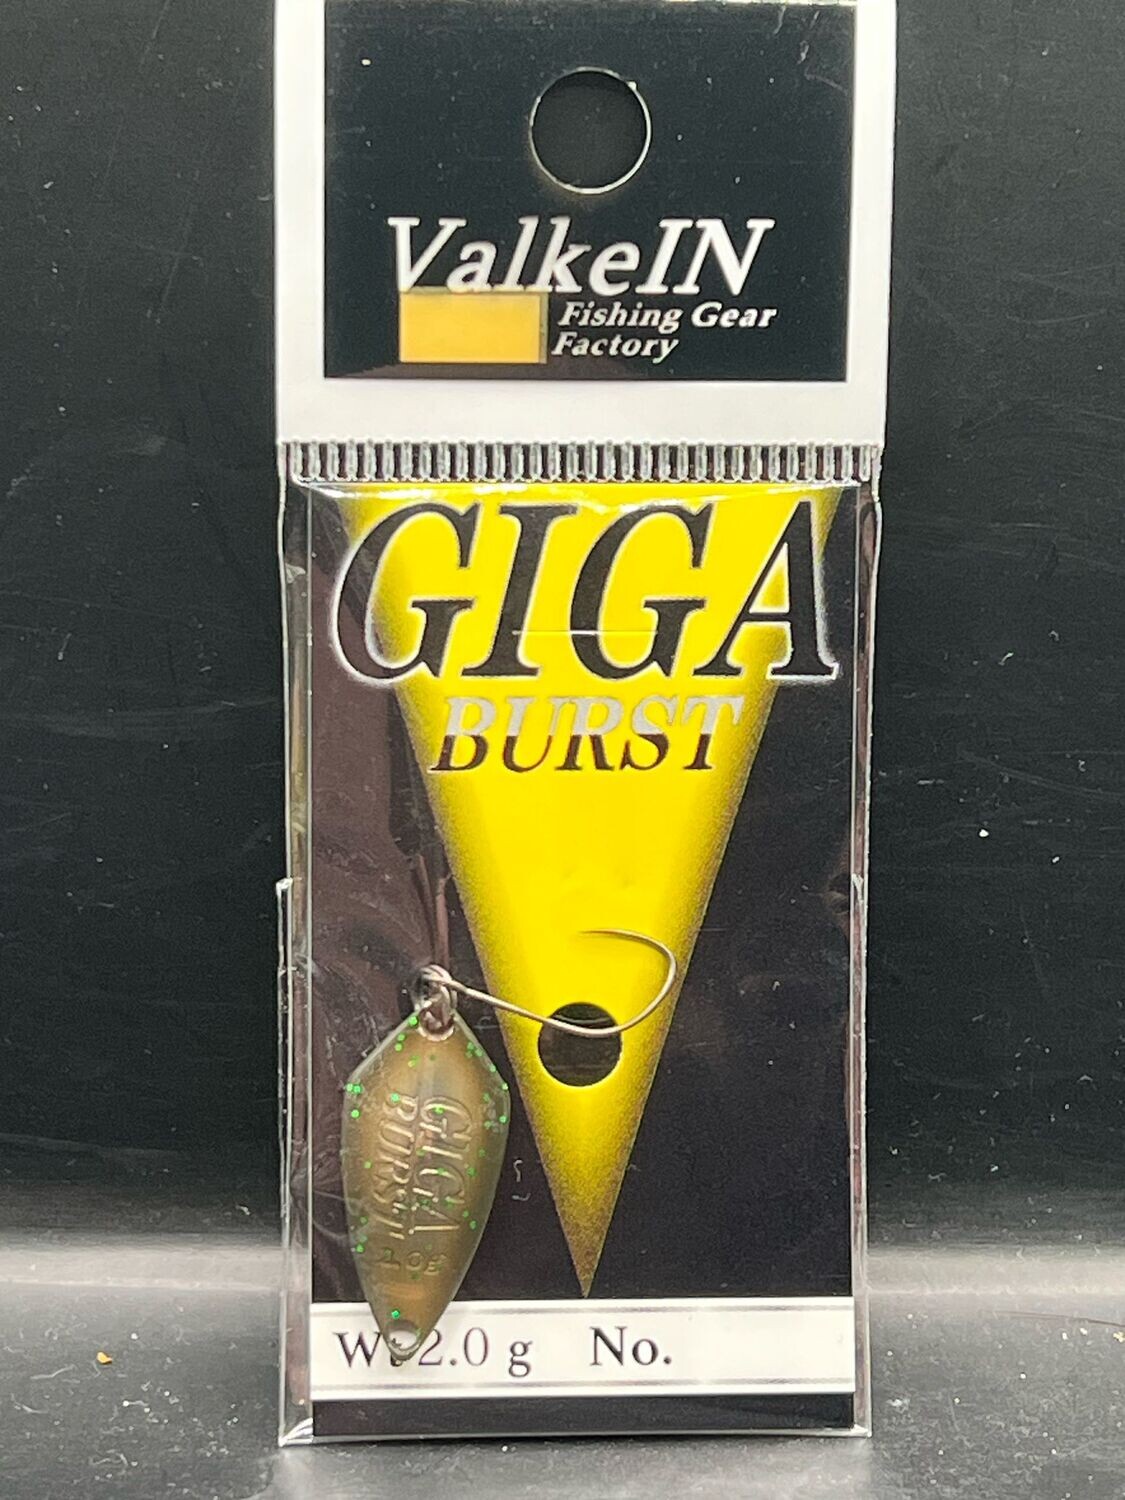 ValkeIN
Fishing Gear
Factory
GIGA
BURST
GIGA
BURST
Wt 2.0 g No.